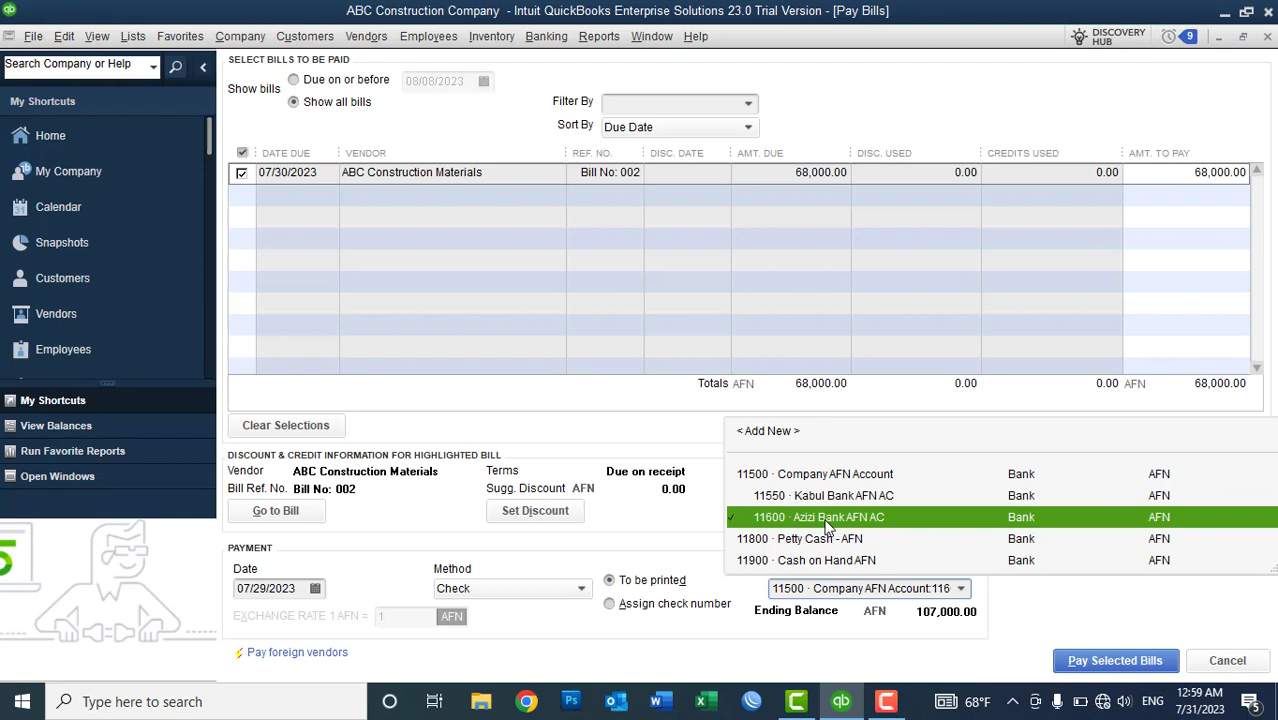 ABC Construction Company - Intuit QuickBooks Enterprise Solutions 23.0 Trial Version - [Pay Bills]
File Edit View Lists Favorites Company Customers Vendors Employees Inventory Banking Reports Window Help
DISCOVERY HUB 9
Search Company or Help
My Shortcuts
Home
My Company
Calendar
Snapshots
Customers
Vendors
Employees
My Shortcuts
View Balances
Run Favorite Reports
Open Windows
SELECT BILLS TO BE PAID
Show bills
Due on or before 08/08/2023
Show all bills
Filter By
Sort By Due Date
DATE DUE VENDOR REF. NO. DISC. DATE AMT. DUE DISC. USED CREDITS USED AMT. TO PAY
07/30/2023 ABC Construction Materials Bill No: 002 68,000.00 0.00 0.00 68,000.00
Totals AFN 68,000.00 0.00 0.00 AFN 68,000.00
Clear Selections
DISCOUNT & CREDIT INFORMATION FOR HIGHLIGHTED BILL
Vendor ABC Construction Materials Terms Due on receipt
Bill Ref. No. Bill No: 002 Sugg. Discount AFN 0.00
Go to Bill Set Discount
< Add New >
11500 · Company AFN Account Bank AFN
11550 · Kabul Bank AFN AC Bank AFN
11600 · Azizi Bank AFN AC Bank AFN
11800 · Petty Cash - AFN Bank AFN
11900 · Cash on Hand AFN Bank AFN
PAYMENT
Date Method
07/29/2023 Check
To be printed
Assign check number
11500 · Company AFN Account:116
EXCHANGE RATE 1 AFN = 1 AFN
Ending Balance AFN 107,000.00
Pay foreign vendors
Pay Selected Bills Cancel
5
Type here to search
Ps
W
X
qb
C
68°F
ENG
12:59 AM
7/31/2023
5